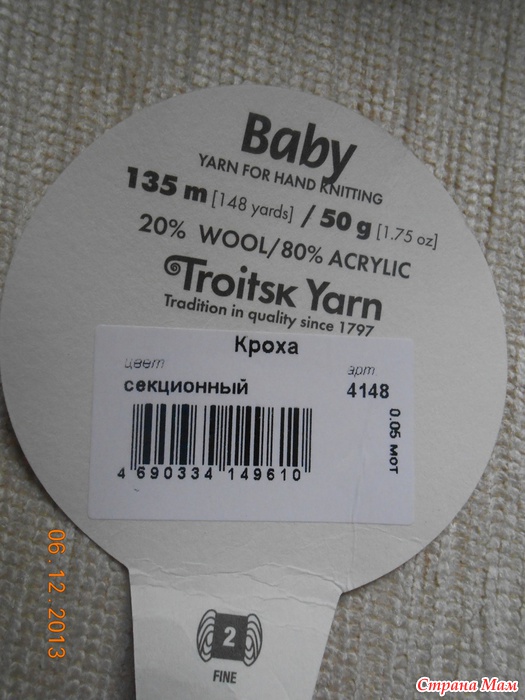 Baby
YARN FOR HAND KNITTING
135 m [148 yards] / 50 g [1.75 oz]
20% WOOL/80% ACRYLIC
Troitsk Yarn
Tradition in quality since 1797
Кроха
цвет арт
секционный 4148
0.05 мот
4 690334 149610
2
FINE
06.12.2013
Страна Мам